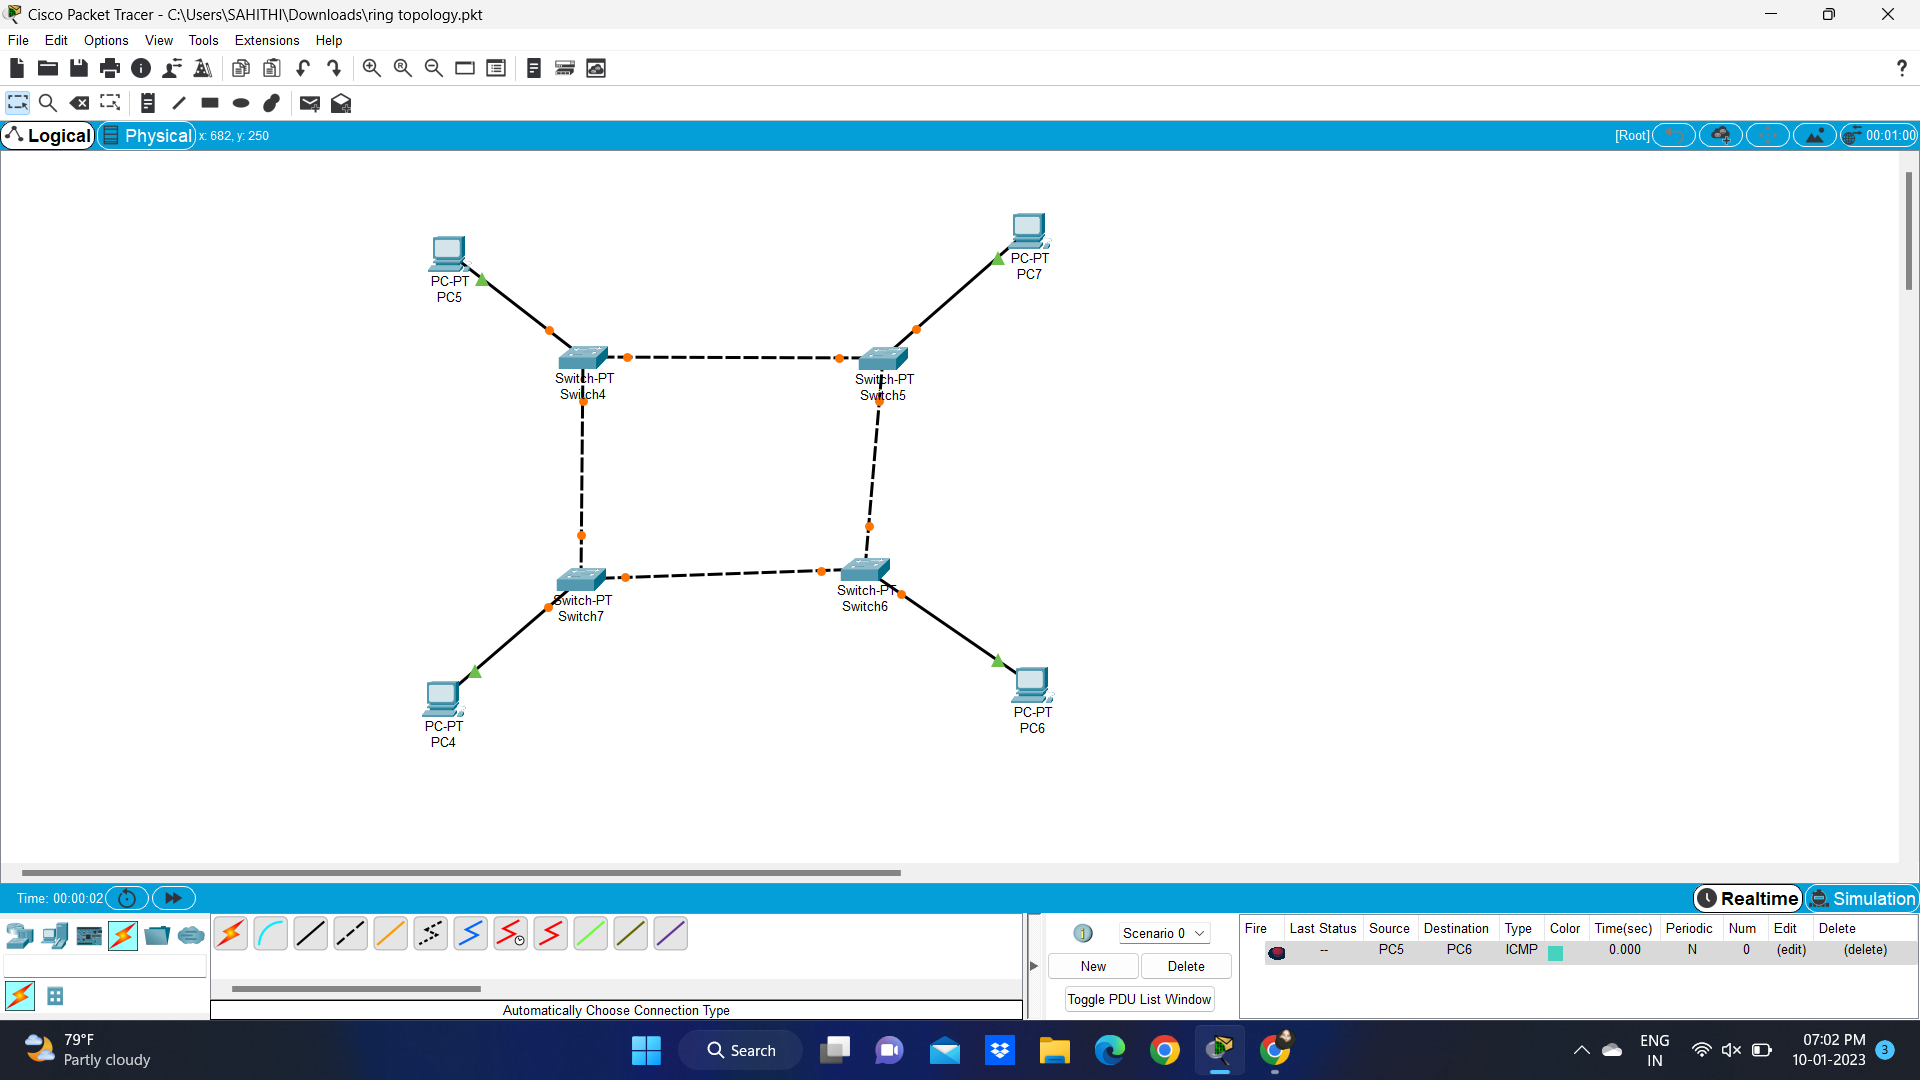 Cisco Packet Tracer - C:\Users\SAHITHI\Downloads\ring topology.pkt
File Edit Options View Tools Extensions Help
?
Logical Physical x: 682, y: 250 [Root] 00:01:00
PC-PT
PC5
PC-PT
PC7
Switch-PT
Switch4
Switch-PT
Switch5
Switch-PT
Switch7
Switch-PT
Switch6
PC-PT
PC4
PC-PT
PC6
Time: 00:00:02 Realtime Simulation
Scenario 0
New Delete
Toggle PDU List Window
Fire Last Status Source Destination Type Color Time(sec) Periodic Num Edit Delete
-- PC5 PC6 ICMP 0.000 N 0 (edit) (delete)
Automatically Choose Connection Type
79°F
Partly cloudy
Search
ENG
IN
07:02 PM
10-01-2023
3